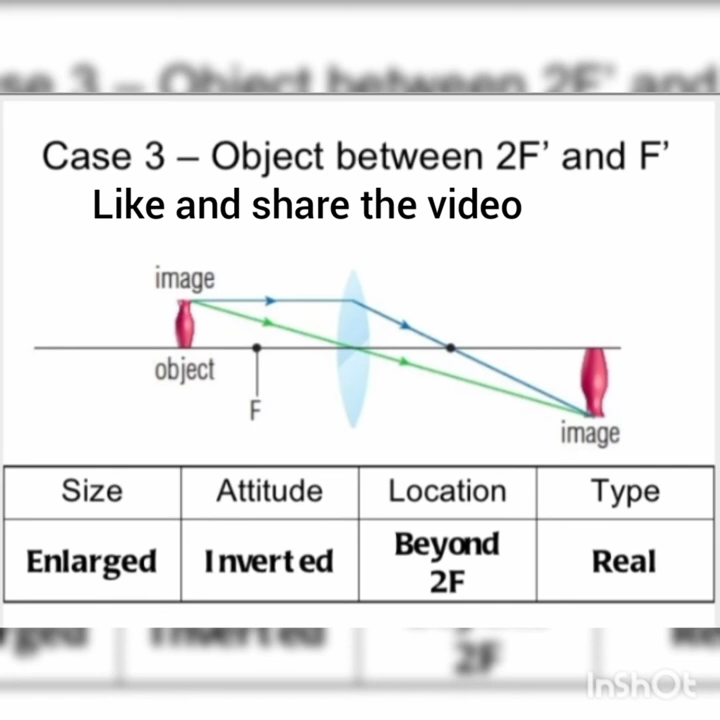 Case 3 – Object between 2F' and F'
Like and share the video
image
object
F
image
Size Attitude Location Type
Enlarged Inverted Beyond 2F Real
2F
InShOt